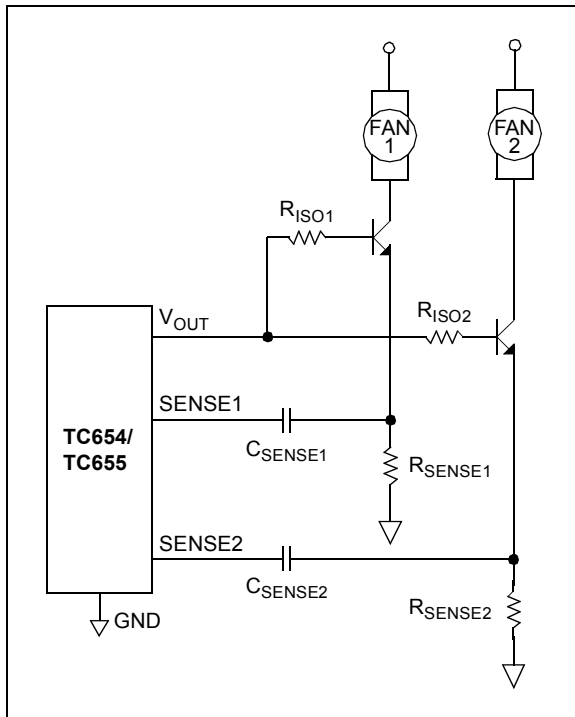 FAN
1
FAN
2
RISO1
RISO2
VOUT
SENSE1
CSENSE1
TC654/
TC655
RSENSE1
SENSE2
CSENSE2
RSENSE2
GND